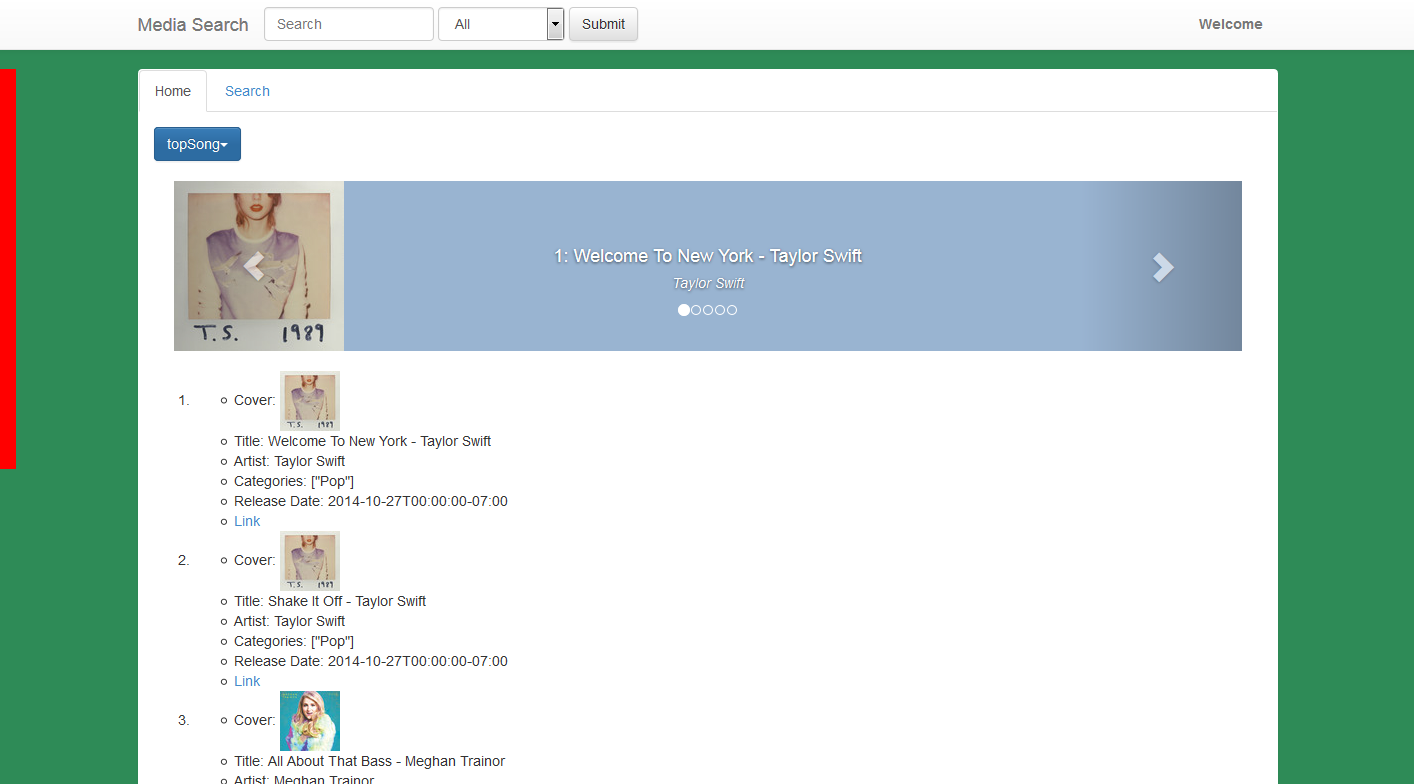 Media Search Search All Submit Welcome
Home Search
topSong
T.S. 1989
1: Welcome To New York - Taylor Swift
Taylor Swift
1. Cover:
T.S. 1989
Title: Welcome To New York - Taylor Swift
Artist: Taylor Swift
Categories: ["Pop"]
Release Date: 2014-10-27T00:00:00-07:00
Link
2. Cover:
T.S. 1989
Title: Shake It Off - Taylor Swift
Artist: Taylor Swift
Categories: ["Pop"]
Release Date: 2014-10-27T00:00:00-07:00
Link
3. Cover:
Title: All About That Bass - Meghan Trainor
Artist: Meghan Trainor